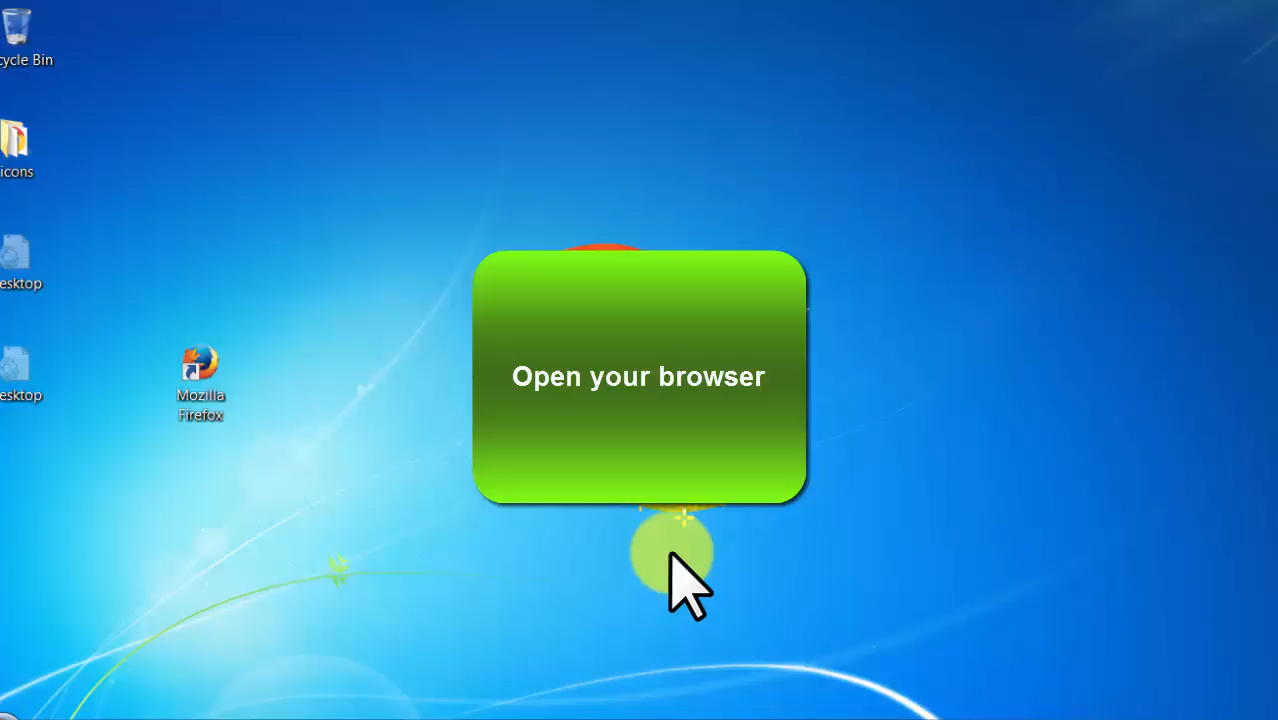 cycle Bin
icons
esktop
esktop
Mozilla
Firefox
Open your browser